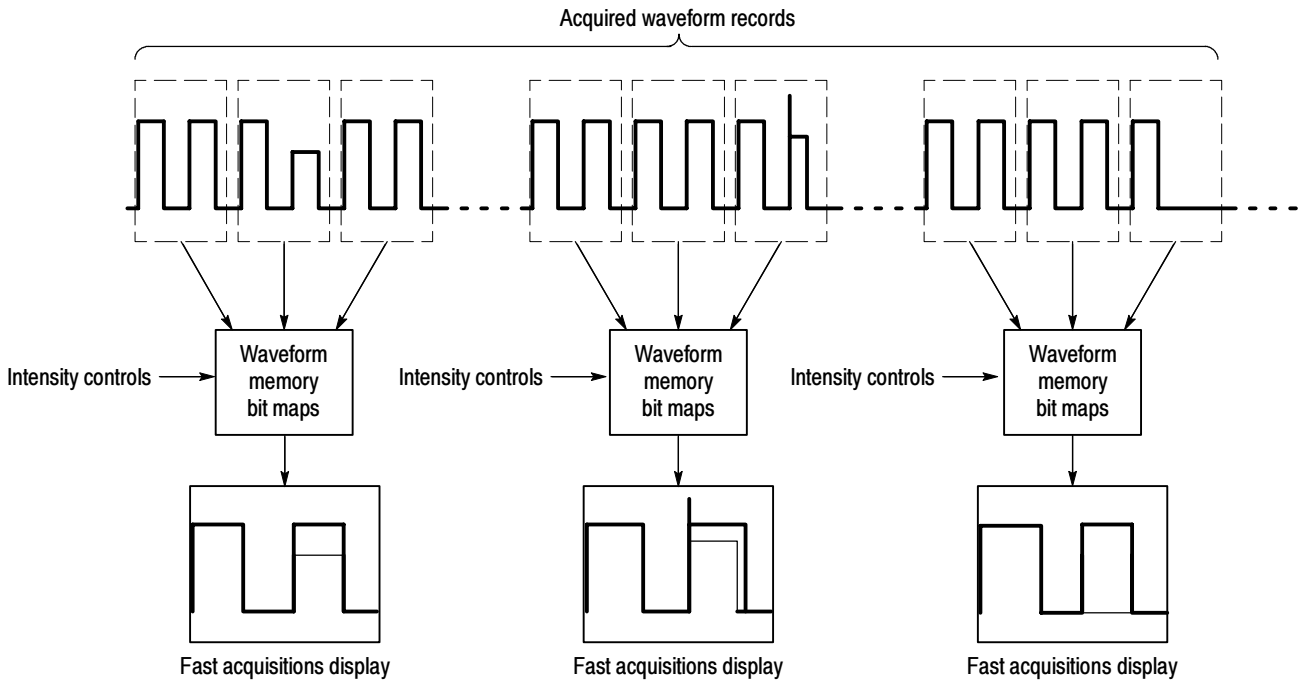 Acquired waveform records
Intensity controls
Waveform
memory
bit maps
Intensity controls
Waveform
memory
bit maps
Intensity controls
Waveform
memory
bit maps
Fast acquisitions display
Fast acquisitions display
Fast acquisitions display